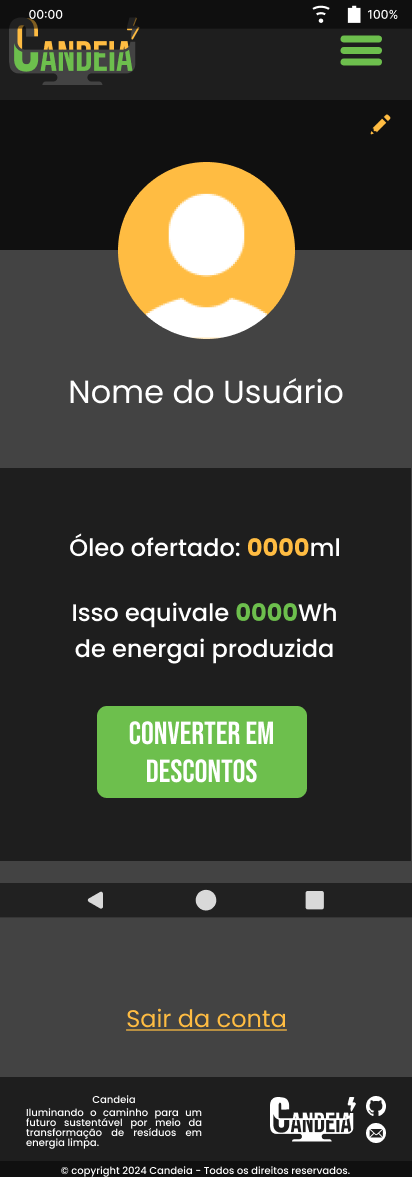 00:00
100%
CANDEIA
Nome do Usuário
Óleo ofertado: 0000ml
Isso equivale 0000Wh
de energai produzida
CONVERTER EM
DESCONTOS
Sair da conta
Candeia
Iluminando o caminho para um
futuro sustentável por meio da
transformação de resíduos em
energia limpa.
CANDEIA
© copyright 2024 Candeia - Todos os direitos reservados.